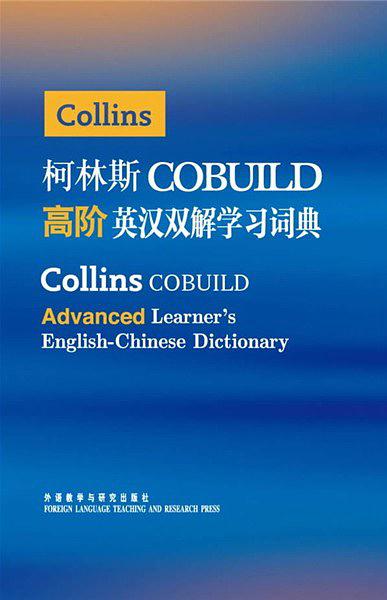 Collins
柯林斯 COBUILD
高阶 英汉双解学习词典
Collins COBUILD
Advanced Learner's
English-Chinese Dictionary
外语教学与研究出版社
FOREIGN LANGUAGE TEACHING AND RESEARCH PRESS